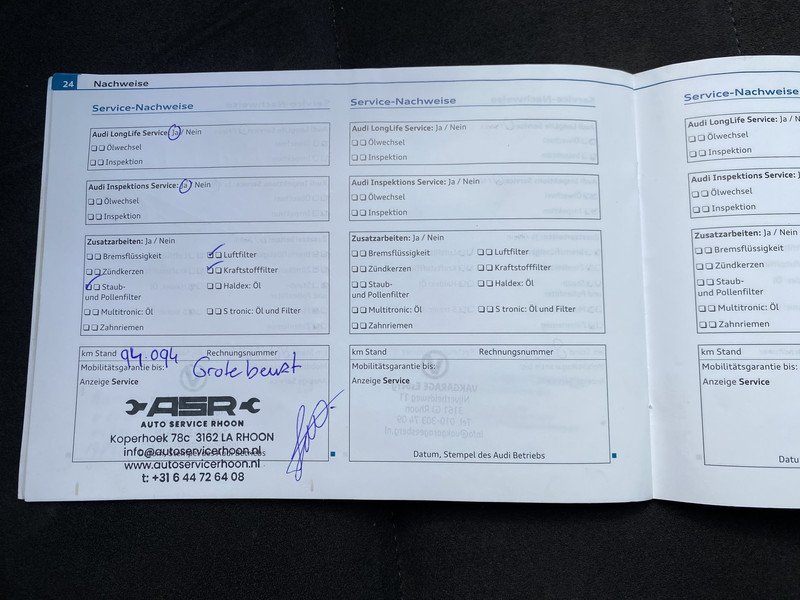 24 Nachweise
Service-Nachweise
Audi LongLife Service: Ja / Nein
Ölwechsel
Inspektion
Audi Inspektions Service: Ja / Nein
Ölwechsel
Inspektion
Zusatzarbeiten: Ja / Nein
Bremsflüssigkeit Luftfilter
Zündkerzen Kraftstofffilter
Staub- Haldex: Öl
und Pollenfilter
Multitronic: Öl S tronic: Öl und Filter
Zahnriemen
km Stand 94.094 Rechnungsnummer
Mobilitätsgarantie bis: Grote beurt
Anzeige Service
ASR
AUTO SERVICE RHOON
Koperhoek 78c 3162 LA RHOON
info@autoservicerhoon.nl
www.autoservicerhoon.nl
t: +31 6 44 72 64 08
Service-Nachweise
Audi LongLife Service: Ja / Nein
Ölwechsel
Inspektion
Audi Inspektions Service: Ja / Nein
Ölwechsel
Inspektion
Zusatzarbeiten: Ja / Nein
Bremsflüssigkeit Luftfilter
Zündkerzen Kraftstofffilter
Staub- Haldex: Öl
und Pollenfilter
Multitronic: Öl S tronic: Öl und Filter
Zahnriemen
km Stand Rechnungsnummer
Mobilitätsgarantie bis:
Anzeige Service
Datum, Stempel des Audi Betriebs
Service-Nachweise
Audi LongLife Service: J
Ölwechsel
Inspektion
Audi Inspektions Service:
Ölwechsel
Inspektion
Zusatzarbeiten: Ja / Nein
Bremsflüssigkeit
Zündkerzen
Staub-
und Pollenfilter
Multitronic: Öl
Zahnriemen
km Stand
Mobilitätsgarantie bis:
Anzeige Service
Datu